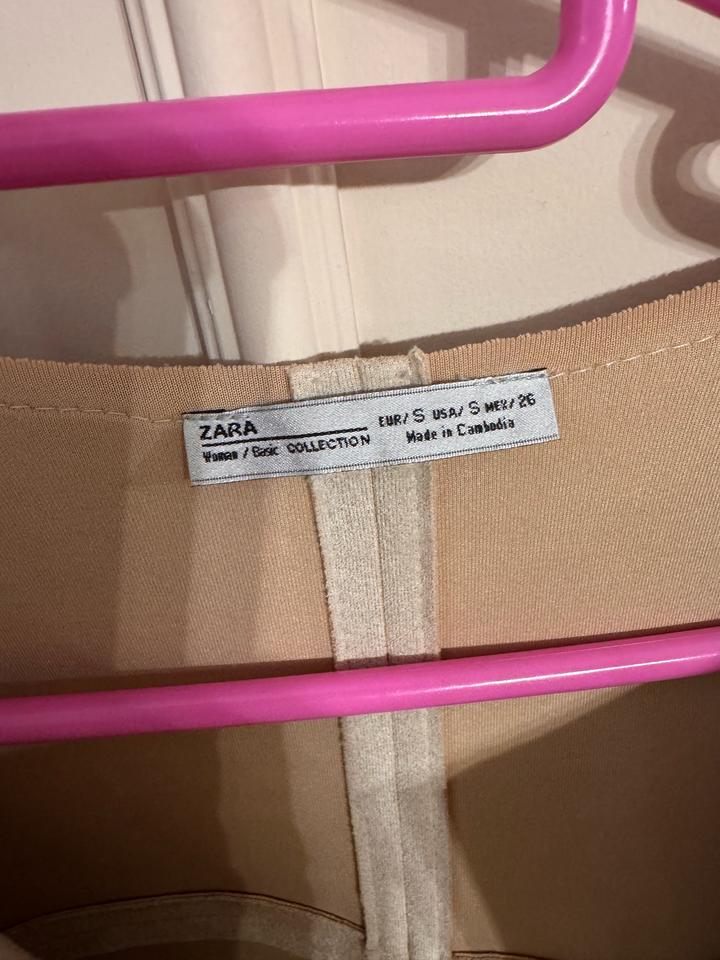 ZARA
Woman / Basic COLLECTION
EUR/ S USA/ S MEX/ 26
Made in Cambodia